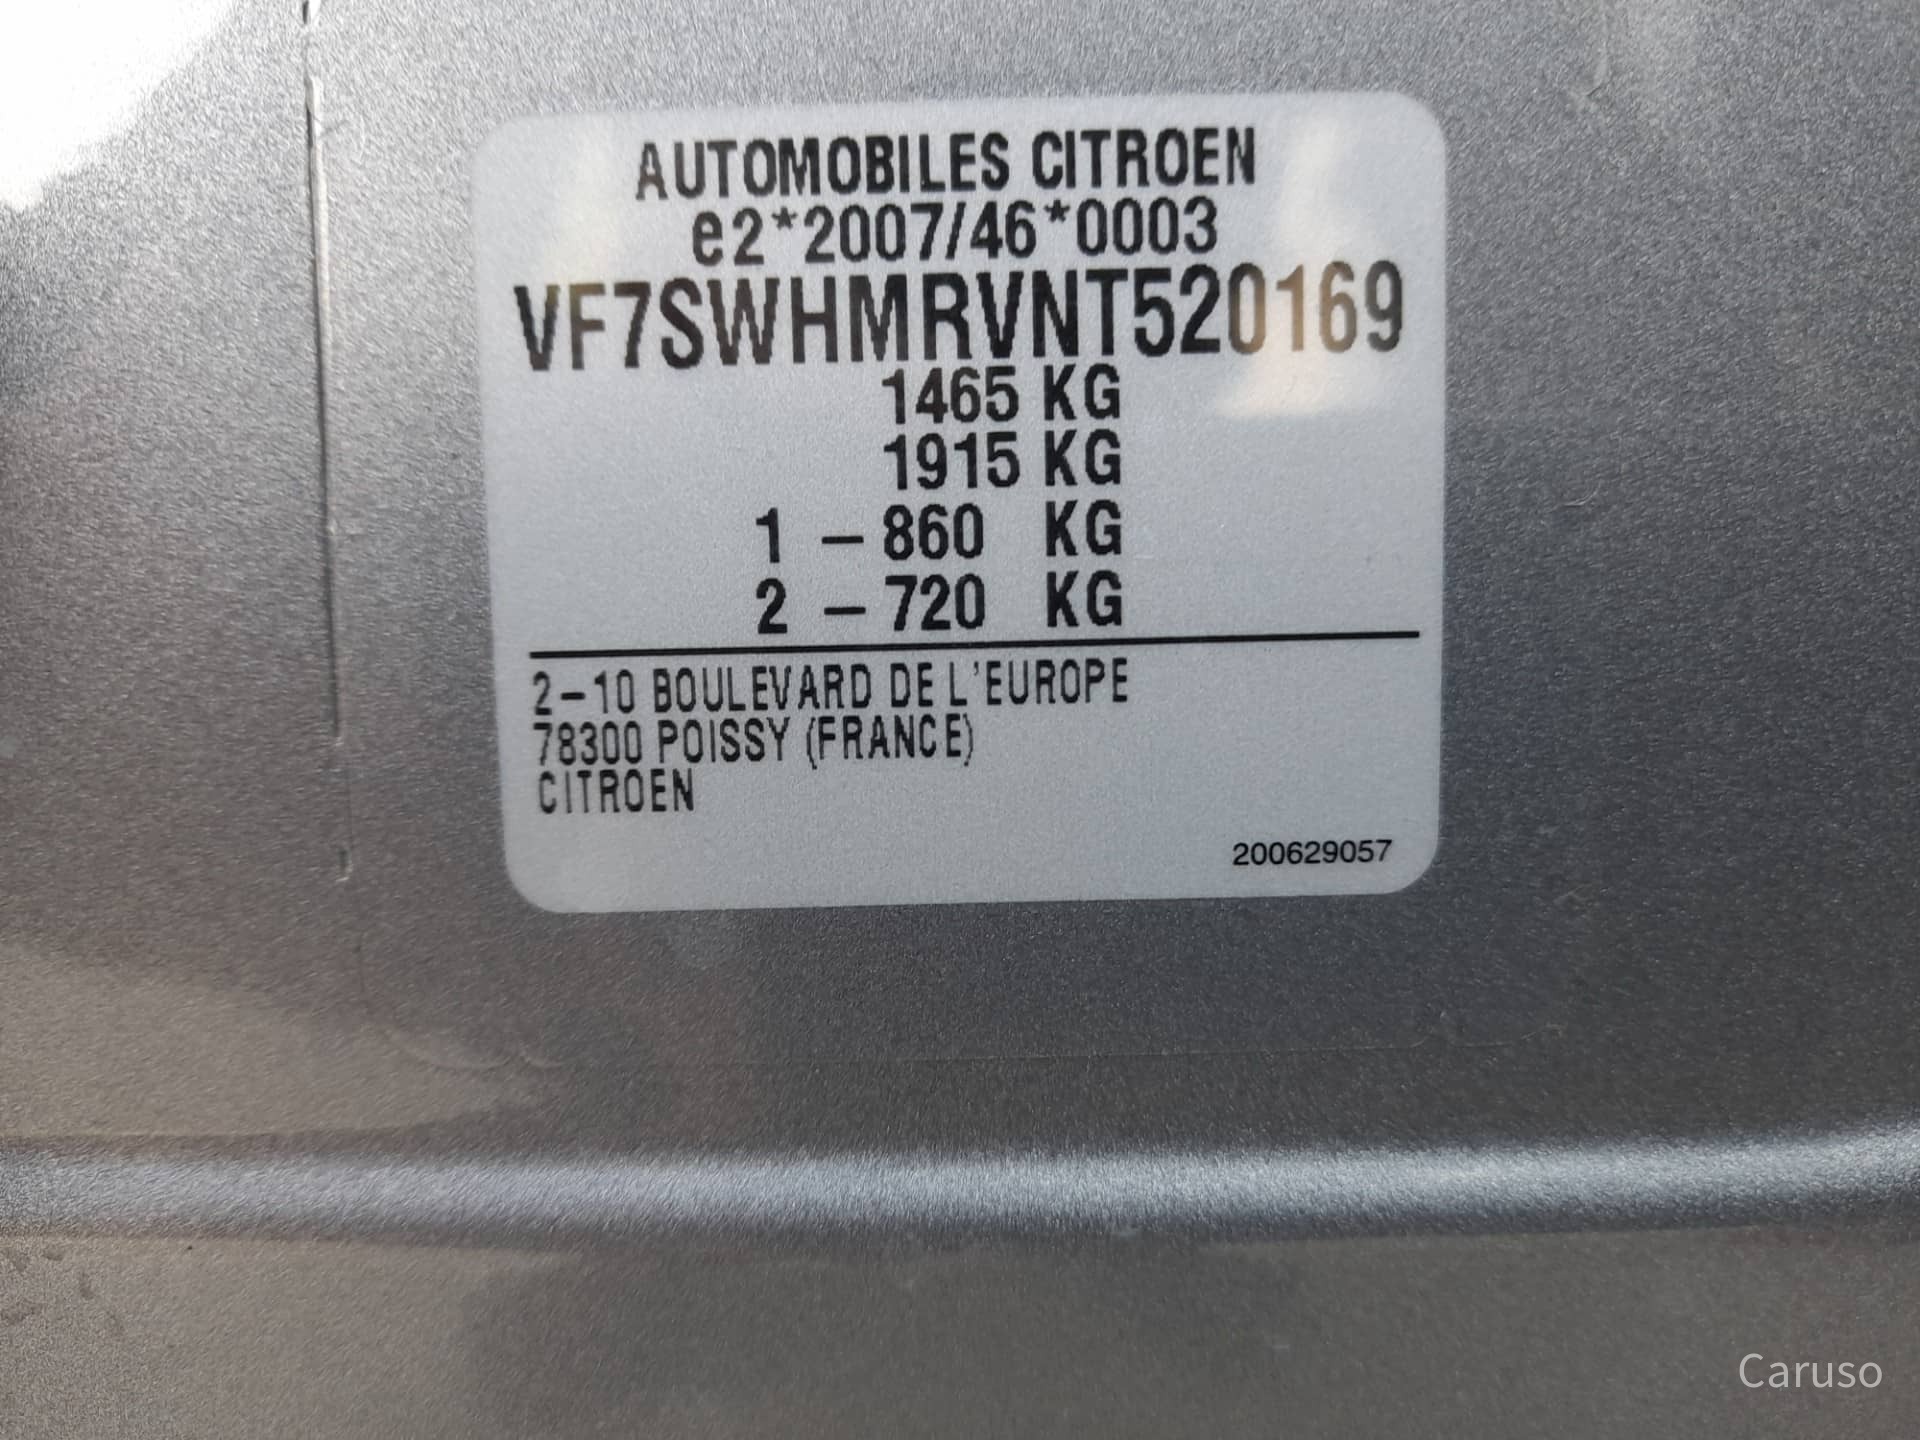 AUTOMOBILES CITROEN
e2*2007/46*0003
VF7SWHMRVNT520169
1465 KG
1915 KG
1 – 860 KG
2 – 720 KG
2–10 BOULEVARD DE L'EUROPE
78300 POISSY (FRANCE)
CITROEN
200629057
Caruso